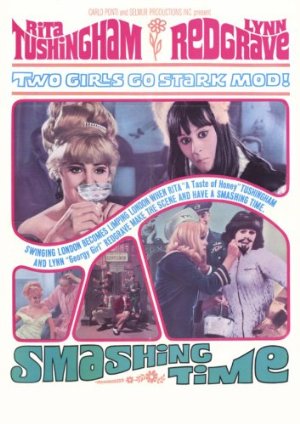 CARLO PONTI and SELMUR PRODUCTIONS INC. present
RITA TUSHINGHAM
LYNN REDGRAVE
TWO GIRLS GO STARK MOD!
SWINGING LONDON BECOMES LIMPING LONDON WHEN RITA "A Taste of Honey" TUSHINGHAM
AND LYNN "Georgy Girl" REDGRAVE MAKE THE SCENE AND HAVE A SMASHING TIME.
SMASHING
TIME